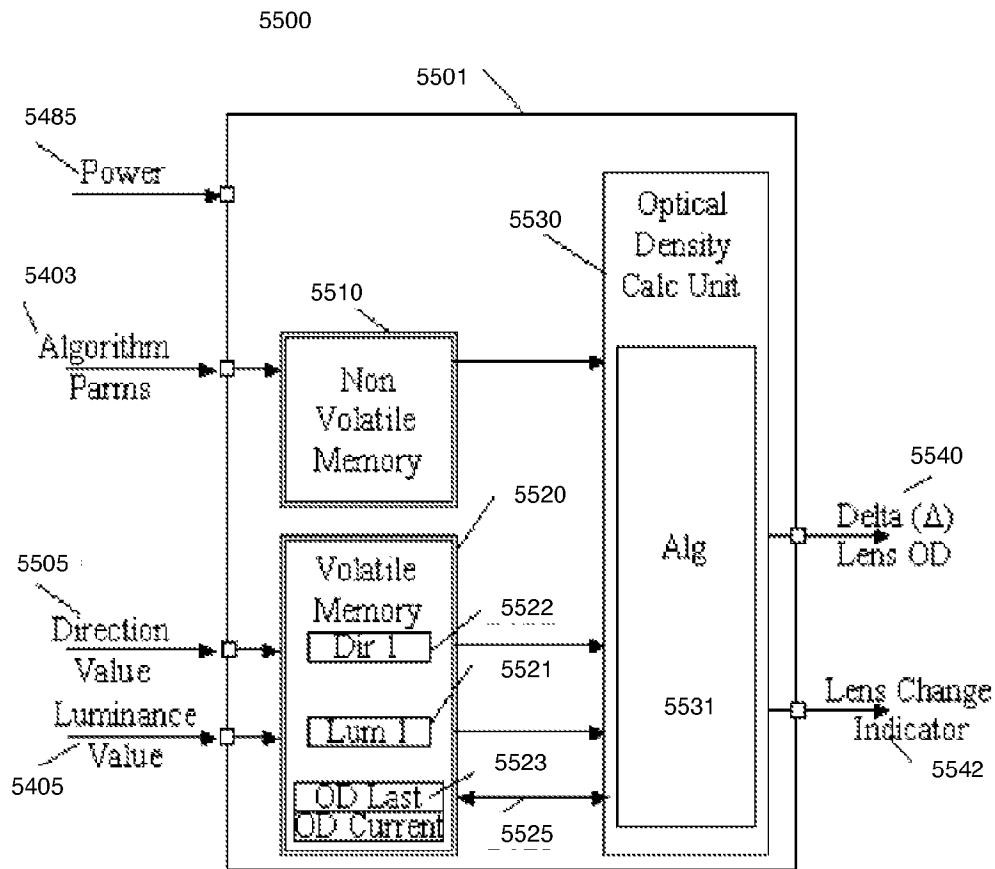 5500
5501
5485
Power
5530
Optical
Density
Calc Unit
5403
5510
Algorithm
Parms
Non
Volatile
Memory
5520
5540
Delta (Δ)
Lens OD
Alg
Volatile
Memory
5505
5522
Direction
Value
Dir 1
5521
5531
Lens Change
Indicator
Luminance
Value
Lum 1
5523
5542
5405
OD Last
OD Current
5525